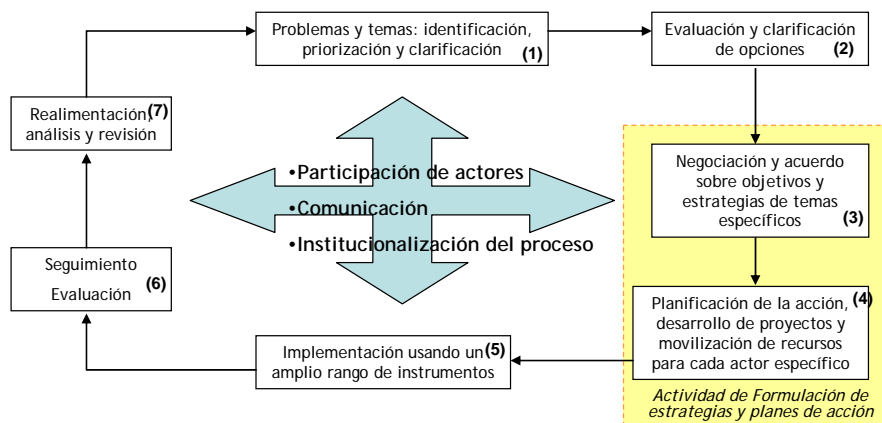 Problemas y temas: identificación,
priorización y clarificación
(1)
Evaluación y clarificación
de opciones
(2)
Negociación y acuerdo
sobre objetivos y
estrategias de temas
específicos
(3)
Planificación de la acción, (4)
desarrollo de proyectos y
movilización de recursos
para cada actor específico
Actividad de Formulación de
estrategias y planes de acción
Implementación usando un (5)
amplio rango de instrumentos
Seguimiento
Evaluación
(6)
Realimentación, (7)
análisis y revisión
•Participación de actores
•Comunicación
•Institucionalización del proceso